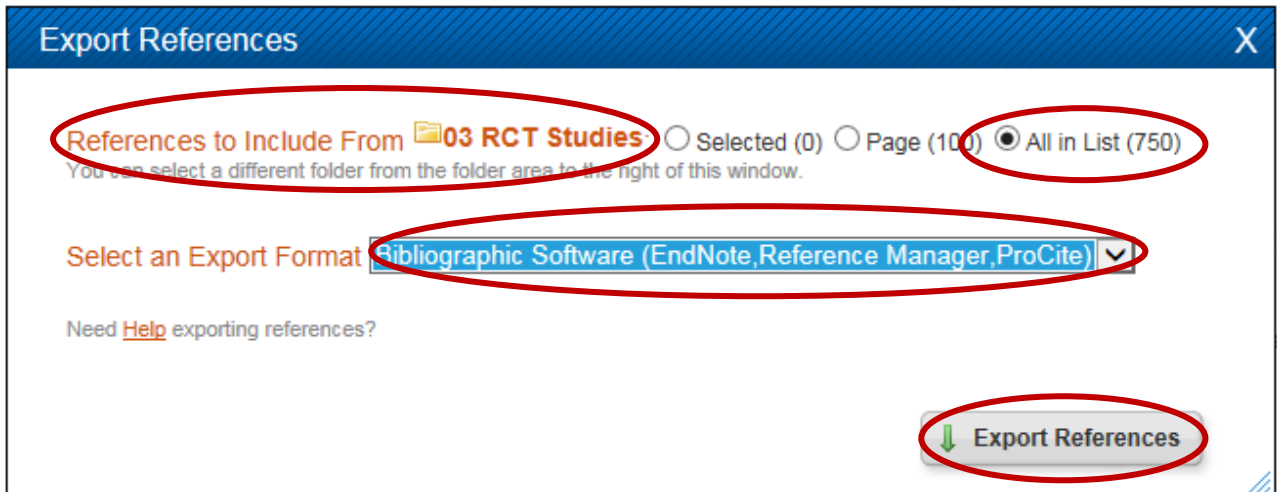 Export References X
References to Include From 03 RCT Studies: Selected (0) Page (100) All in List (750)
You can select a different folder from the folder area to the right of this window.
Select an Export Format Bibliographic Software (EndNote,Reference Manager,ProCite)
Need Help exporting references?
Export References